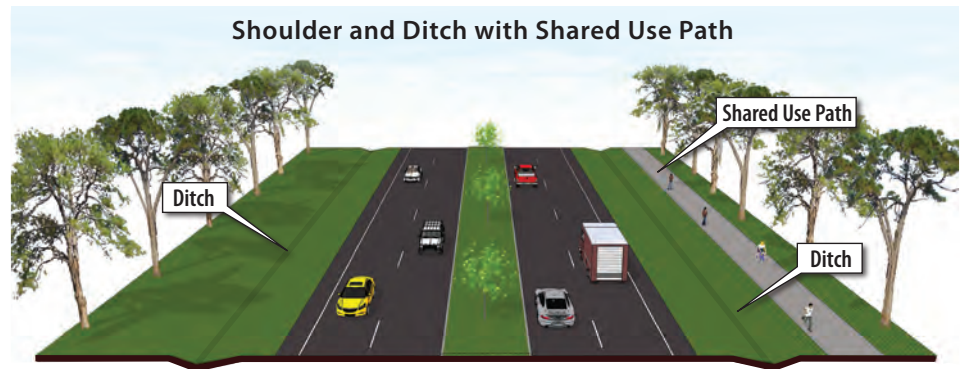 Shoulder and Ditch with Shared Use Path
Shared Use Path
Ditch
Ditch